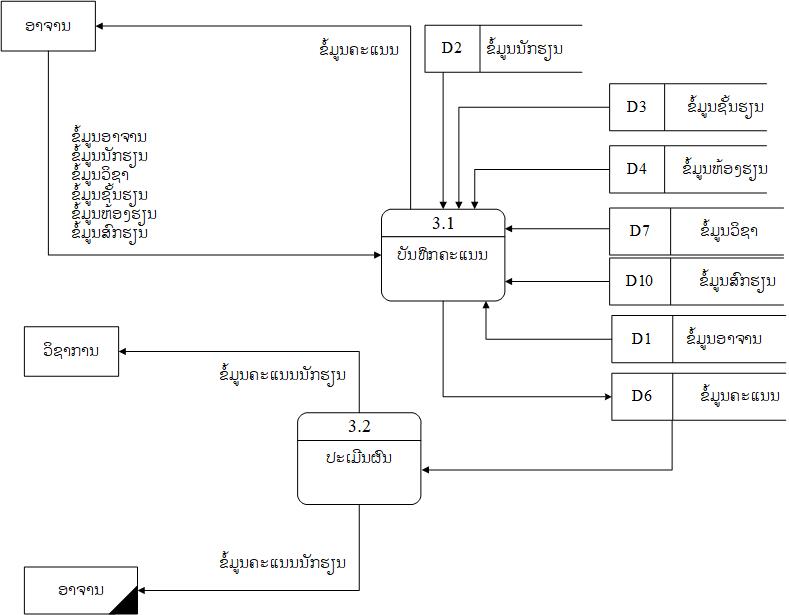 ອາຈານ
ຂໍ້ມູນຄະແນນ
D2 ຂໍ້ມູນນັກຮຽນ
D3 ຂໍ້ມູນຊັ້ນຮຽນ
ຂໍ້ມູນອາຈານ
ຂໍ້ມູນນັກຮຽນ
ຂໍ້ມູນວິຊາ
ຂໍ້ມູນຊັ້ນຮຽນ
ຂໍ້ມູນຫ້ອງຮຽນ
ຂໍ້ມູນສົກຮຽນ
D4 ຂໍ້ມູນຫ້ອງຮຽນ
3.1
ບັນທຶກຄະແນນ
D7 ຂໍ້ມູນວິຊາ
D10 ຂໍ້ມູນສົກຮຽນ
D1 ຂໍ້ມູນອາຈານ
ວິຊາການ
ຂໍ້ມູນຄະແນນນັກຮຽນ
D6 ຂໍ້ມູນຄະແນນ
3.2
ປະເມີນຜົນ
ຂໍ້ມູນຄະແນນນັກຮຽນ
ອາຈານ